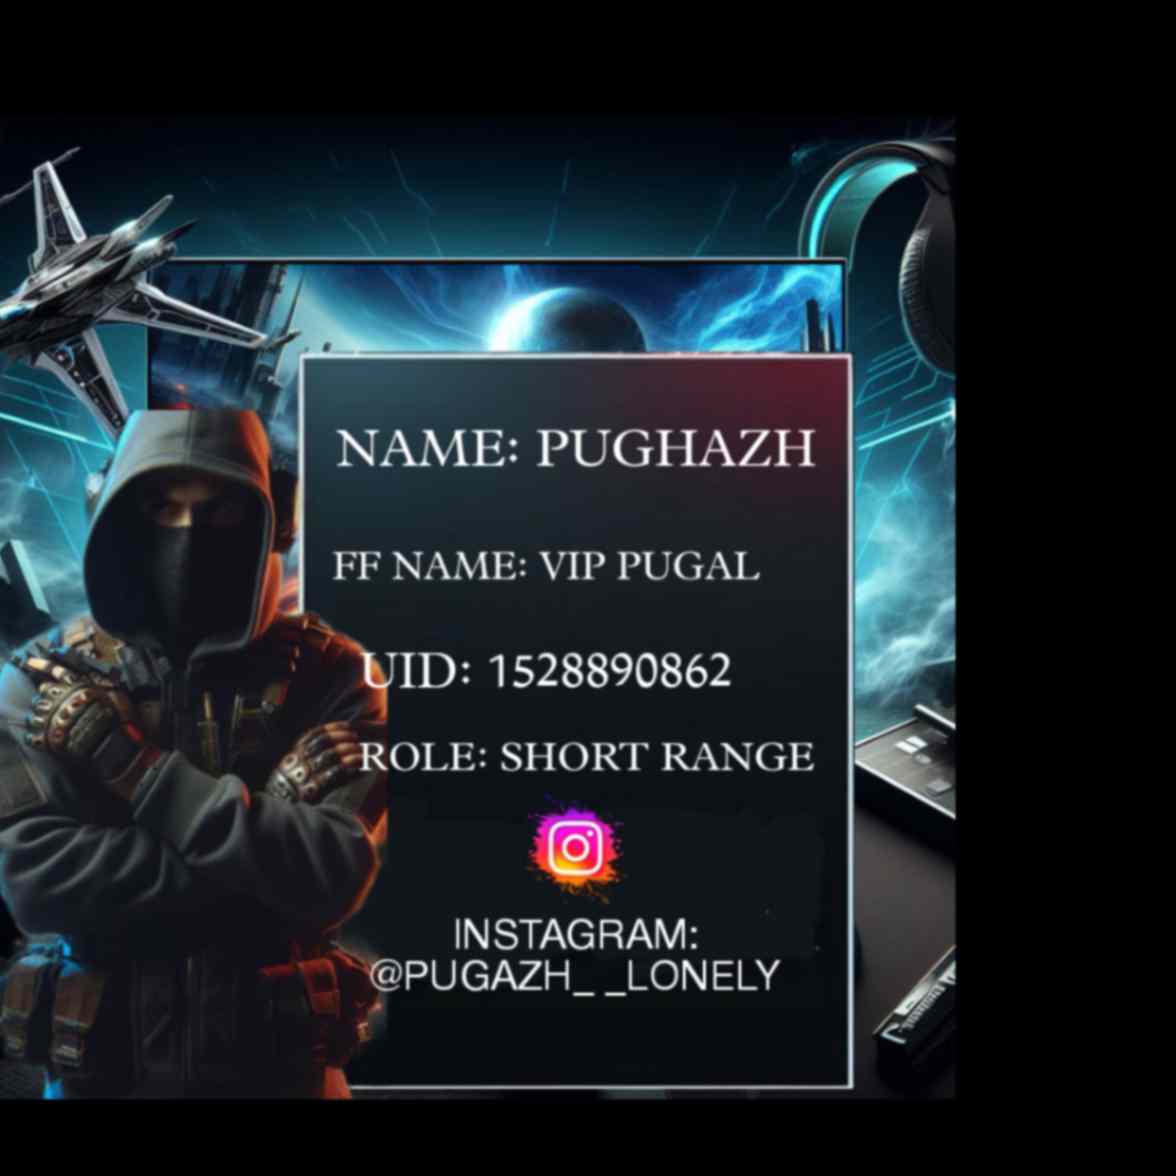 NAME: PUGHAZH
FF NAME: VIP PUGAL
UID: 1528890862
ROLE: SHORT RANGE
INSTAGRAM:
@PUGAZH_ _LONELY